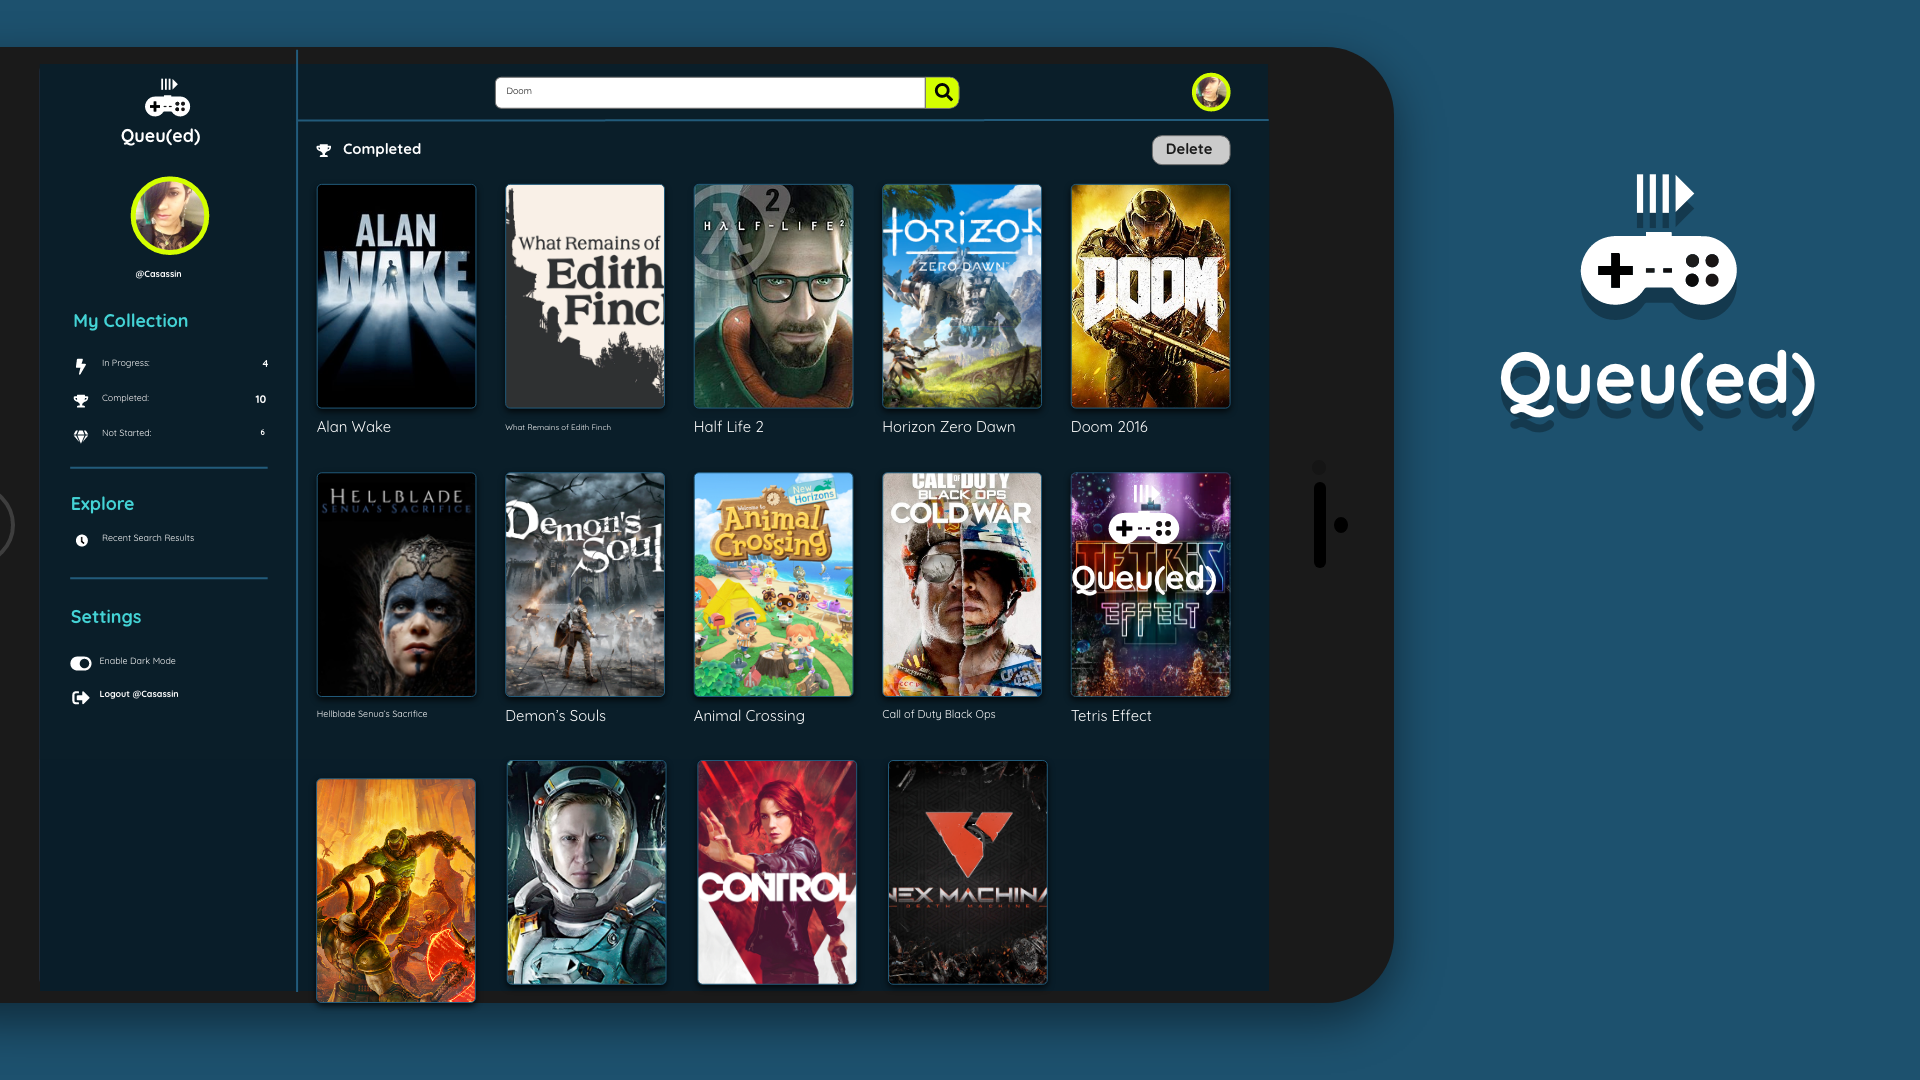 Queu(ed)
@Casassin
My Collection
In Progress:
4
Completed:
10
Not Started:
6
Explore
Recent Search Results
Settings
Enable Dark Mode
Logout @Casassin
Doom
Completed
Delete
ALAN
WAKE
What Remains of
Edith
Finc
2
HλLF-LIFE²
HORIZON
ZERO DAWN
DOOM
Alan Wake
What Remains of Edith Finch
Half Life 2
Horizon Zero Dawn
Doom 2016
HELLBLADE
SENUA'S SACRIFICE
Demon's
Soul
New
Horizons
Welcome to
Animal
Crossing
CALL OF DUTY
BLACK OPS
COLD WAR
TETRIS
Queu(ed)
EFFECT
Hellblade Senua's Sacrifice
Demon's Souls
Animal Crossing
Call of Duty Black Ops
Tetris Effect
CONTROL
NEX MACHINA
DEATH MACHINE
Queu(ed)